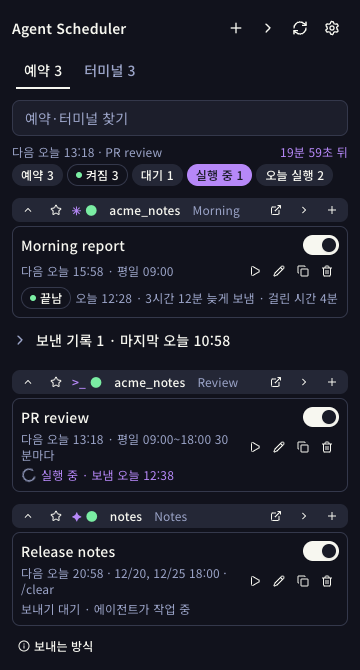 Agent Scheduler
예약 3 터미널 3
예약·터미널 찾기
다음 오늘 13:18 · PR review 19분 59초 뒤
예약 3 켜짐 3 대기 1 실행 중 1 오늘 실행 2
acme_notes Morning
Morning report
다음 오늘 15:58 · 평일 09:00
끝남 오늘 12:28 · 3시간 12분 늦게 보냄 · 걸린 시간 4분
보낸 기록 1 · 마지막 오늘 10:58
>_ acme_notes Review
PR review
다음 오늘 13:18 · 평일 09:00~18:00 30
분마다
실행 중 · 보냄 오늘 12:38
notes Notes
Release notes
다음 오늘 20:58 · 12/20, 12/25 18:00 ·
/clear
보내기 대기 · 에이전트가 작업 중
보내는 방식